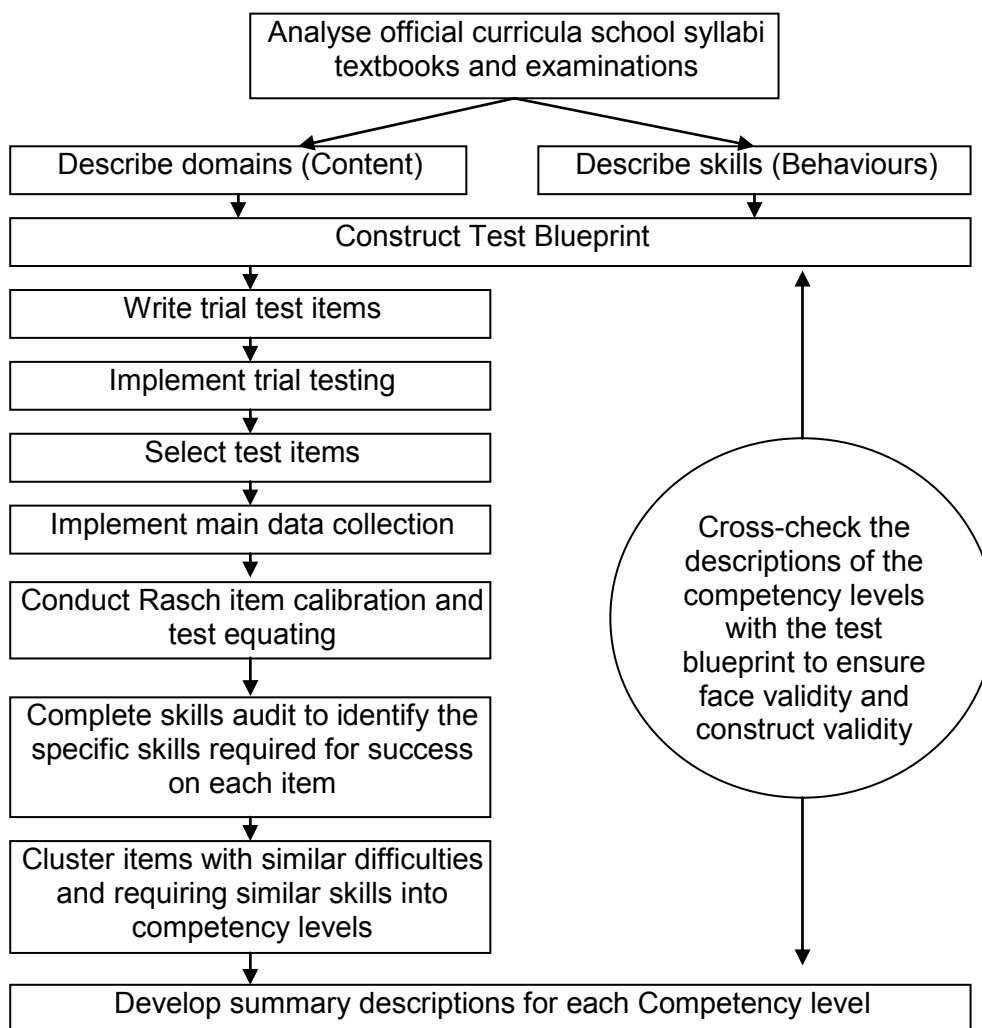 Analyse official curricula school syllabi
textbooks and examinations
Describe domains (Content)
Describe skills (Behaviours)
Construct Test Blueprint
Write trial test items
Implement trial testing
Select test items
Implement main data collection
Conduct Rasch item calibration and
test equating
Complete skills audit to identify the
specific skills required for success
on each item
Cluster items with similar difficulties
and requiring similar skills into
competency levels
Cross-check the
descriptions of the
competency levels
with the test
blueprint to ensure
face validity and
construct validity
Develop summary descriptions for each Competency level